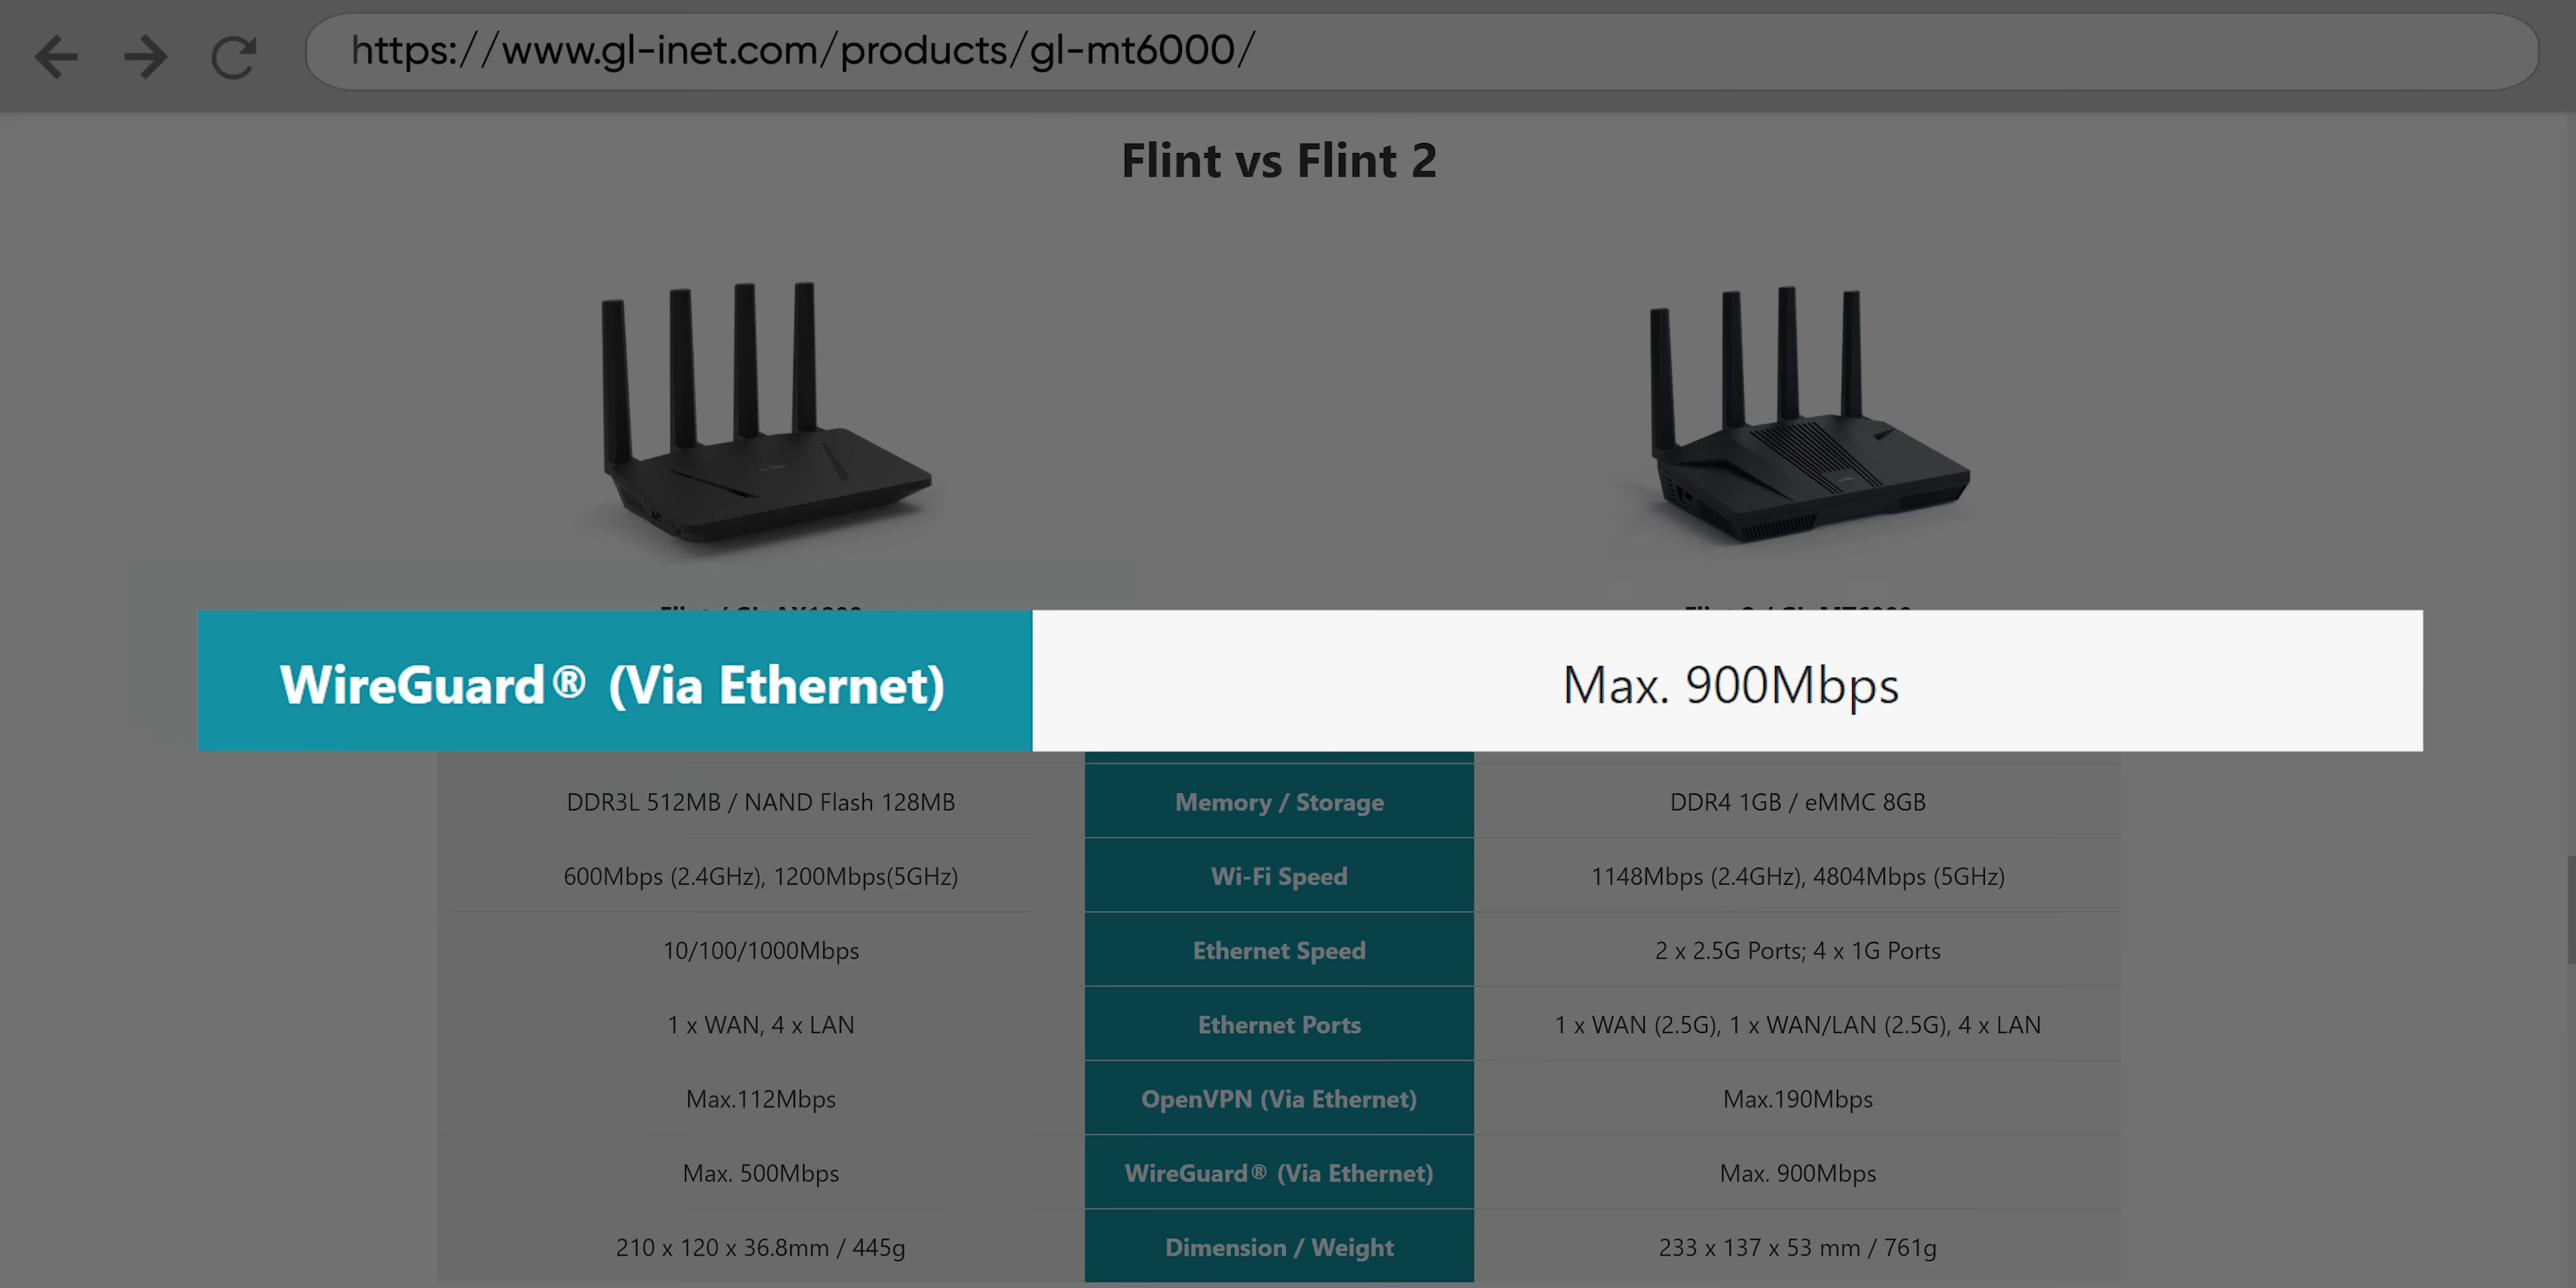 https://www.gl-inet.com/products/gl-mt6000/
Flint vs Flint 2
WireGuard® (Via Ethernet) Max. 900Mbps
DDR3L 512MB / NAND Flash 128MB Memory / Storage DDR4 1GB / eMMC 8GB
600Mbps (2.4GHz), 1200Mbps(5GHz) Wi-Fi Speed 1148Mbps (2.4GHz), 4804Mbps (5GHz)
10/100/1000Mbps Ethernet Speed 2 x 2.5G Ports; 4 x 1G Ports
1 x WAN, 4 x LAN Ethernet Ports 1 x WAN (2.5G), 1 x WAN/LAN (2.5G), 4 x LAN
Max.112Mbps OpenVPN (Via Ethernet) Max.190Mbps
Max. 500Mbps WireGuard® (Via Ethernet) Max. 900Mbps
210 x 120 x 36.8mm / 445g Dimension / Weight 233 x 137 x 53 mm / 761g